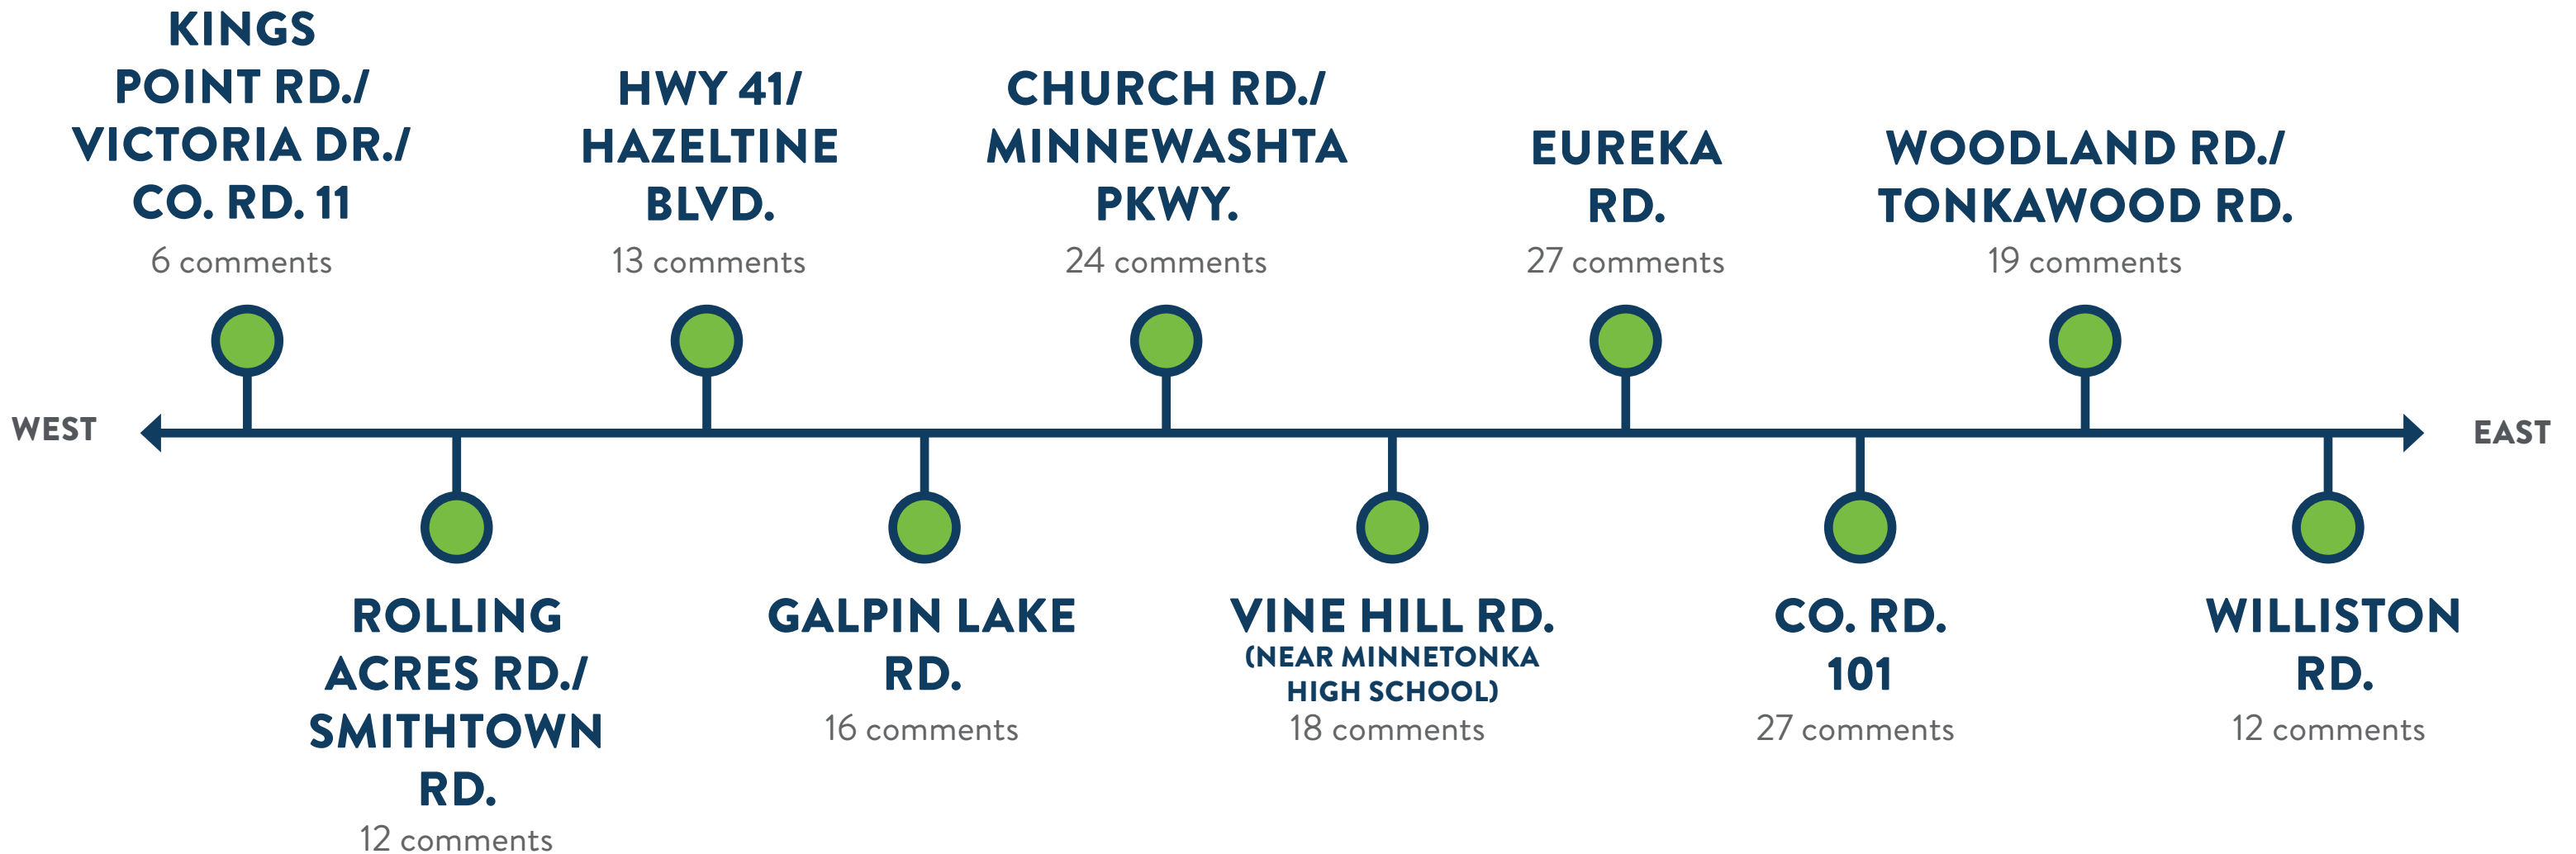 KINGS
POINT RD./
VICTORIA DR./
CO. RD. 11
6 comments
HWY 41/
HAZELTINE
BLVD.
13 comments
CHURCH RD./
MINNEWASHTA
PKWY.
24 comments
EUREKA
RD.
27 comments
WOODLAND RD./
TONKAWOOD RD.
19 comments
WEST
EAST
ROLLING
ACRES RD./
SMITHTOWN
RD.
12 comments
GALPIN LAKE
RD.
16 comments
VINE HILL RD.
(NEAR MINNETONKA
HIGH SCHOOL)
18 comments
CO. RD.
101
27 comments
WILLISTON
RD.
12 comments